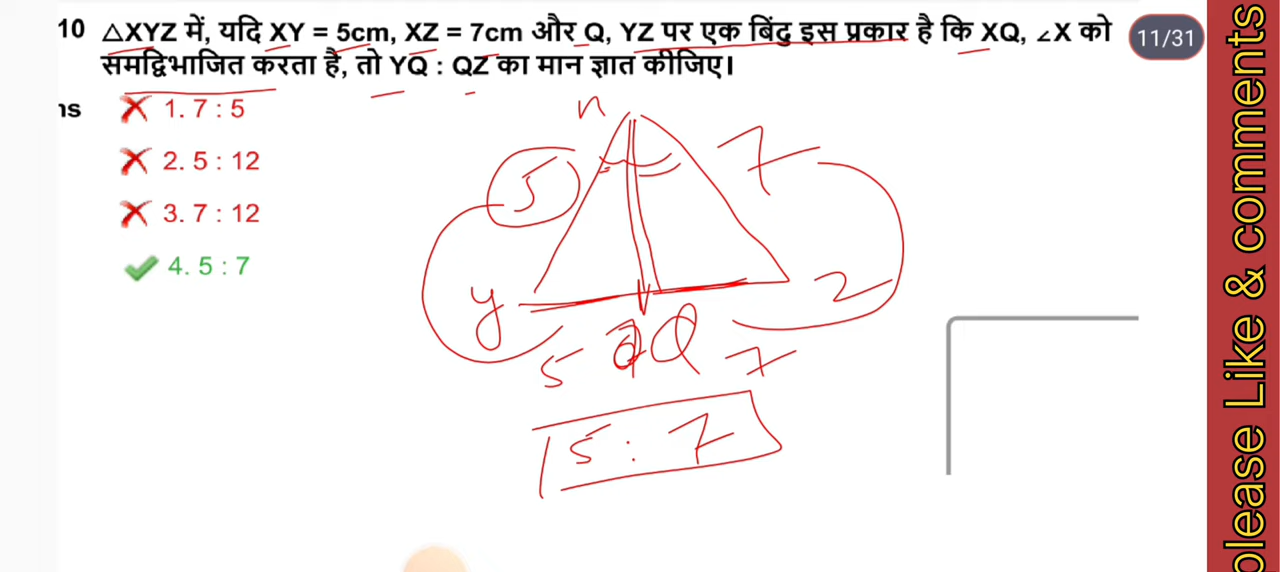 10 △XYZ में, यदि XY = 5cm, XZ = 7cm और Q, YZ पर एक बिंदु इस प्रकार है कि XQ, ∠X को
समद्विभाजित करता है, तो YQ : QZ का मान ज्ञात कीजिए।
11/31
ns
1. 7 : 5
2. 5 : 12
3. 7 : 12
4. 5 : 7
5
7
y
Q
5
7
5 : 7
please Like & comments